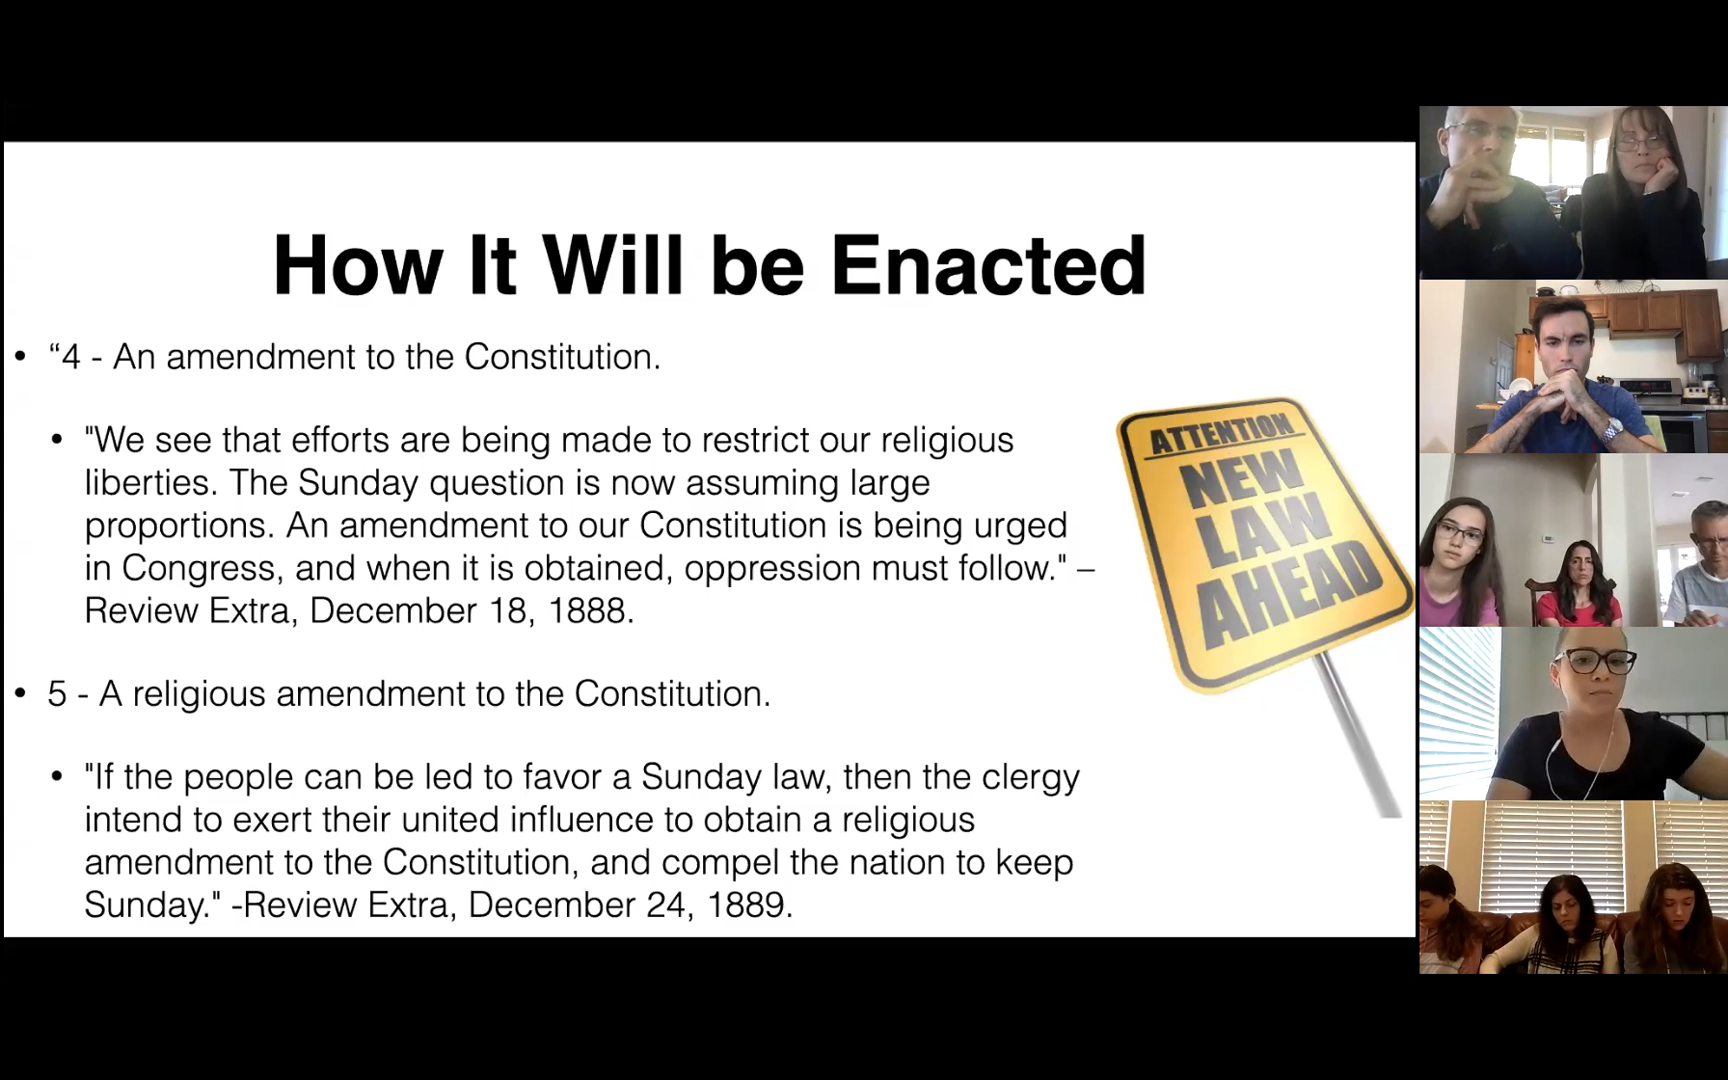 How It Will be Enacted
• “4 - An amendment to the Constitution.
• "We see that efforts are being made to restrict our religious
liberties. The Sunday question is now assuming large
proportions. An amendment to our Constitution is being urged
in Congress, and when it is obtained, oppression must follow." –
Review Extra, December 18, 1888.
• 5 - A religious amendment to the Constitution.
• "If the people can be led to favor a Sunday law, then the clergy
intend to exert their united influence to obtain a religious
amendment to the Constitution, and compel the nation to keep
Sunday." -Review Extra, December 24, 1889.
ATTENTION
NEW
LAW
AHEAD